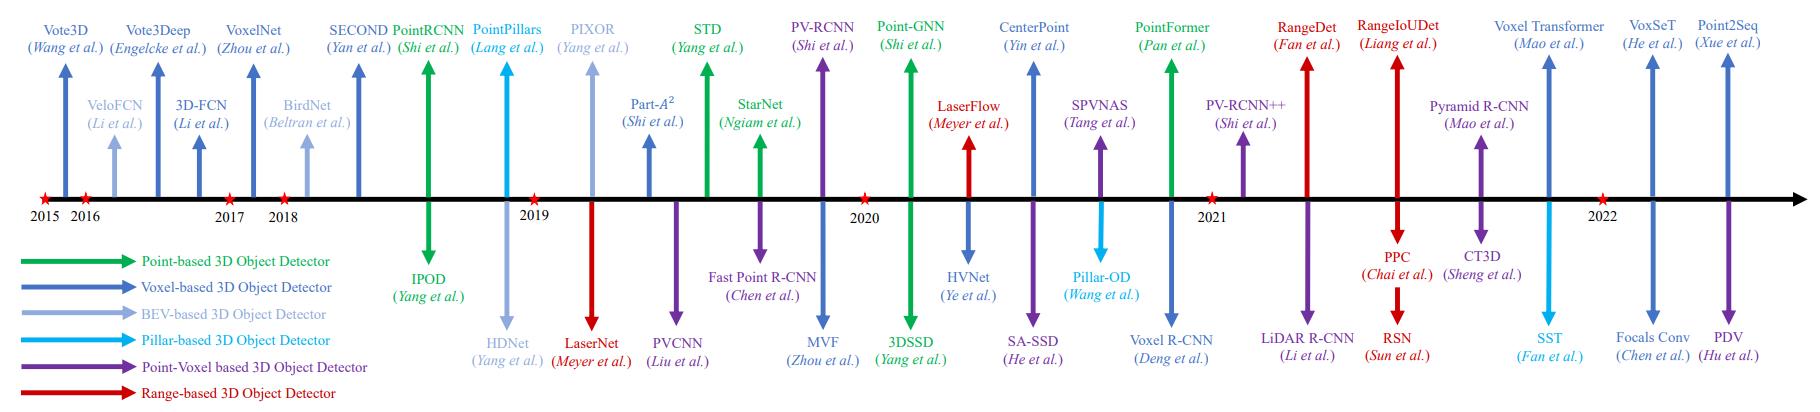 Vote3D
(Wang et al.)
Vote3Deep
(Engelcke et al.)
VoxelNet
(Zhou et al.)
SECOND
(Yan et al.)
PointRCNN
(Shi et al.)
PointPillars
(Lang et al.)
PIXOR
(Yang et al.)
STD
(Yang et al.)
PV-RCNN
(Shi et al.)
Point-GNN
(Shi et al.)
CenterPoint
(Yin et al.)
PointFormer
(Pan et al.)
RangeDet
(Fan et al.)
RangeIoUDet
(Liang et al.)
Voxel Transformer
(Mao et al.)
VoxSeT
(He et al.)
Point2Seq
(Xue et al.)
VeloFCN
(Li et al.)
3D-FCN
(Li et al.)
BirdNet
(Beltran et al.)
Part-A²
(Shi et al.)
StarNet
(Ngiam et al.)
LaserFlow
(Meyer et al.)
SPVNAS
(Tang et al.)
PV-RCNN++
(Shi et al.)
Pyramid R-CNN
(Mao et al.)
2015
2016
2017
2018
2019
2020
2021
2022
IPOD
(Yang et al.)
Fast Point R-CNN
(Chen et al.)
HVNet
(Ye et al.)
Pillar-OD
(Wang et al.)
PPC
(Chai et al.)
CT3D
(Sheng et al.)
HDNet
(Yang et al.)
LaserNet
(Meyer et al.)
PVCNN
(Liu et al.)
MVF
(Zhou et al.)
3DSSD
(Yang et al.)
SA-SSD
(He et al.)
Voxel R-CNN
(Deng et al.)
LiDAR R-CNN
(Li et al.)
RSN
(Sun et al.)
SST
(Fan et al.)
Focals Conv
(Chen et al.)
PDV
(Hu et al.)
Point-based 3D Object Detector
Voxel-based 3D Object Detector
BEV-based 3D Object Detector
Pillar-based 3D Object Detector
Point-Voxel based 3D Object Detector
Range-based 3D Object Detector